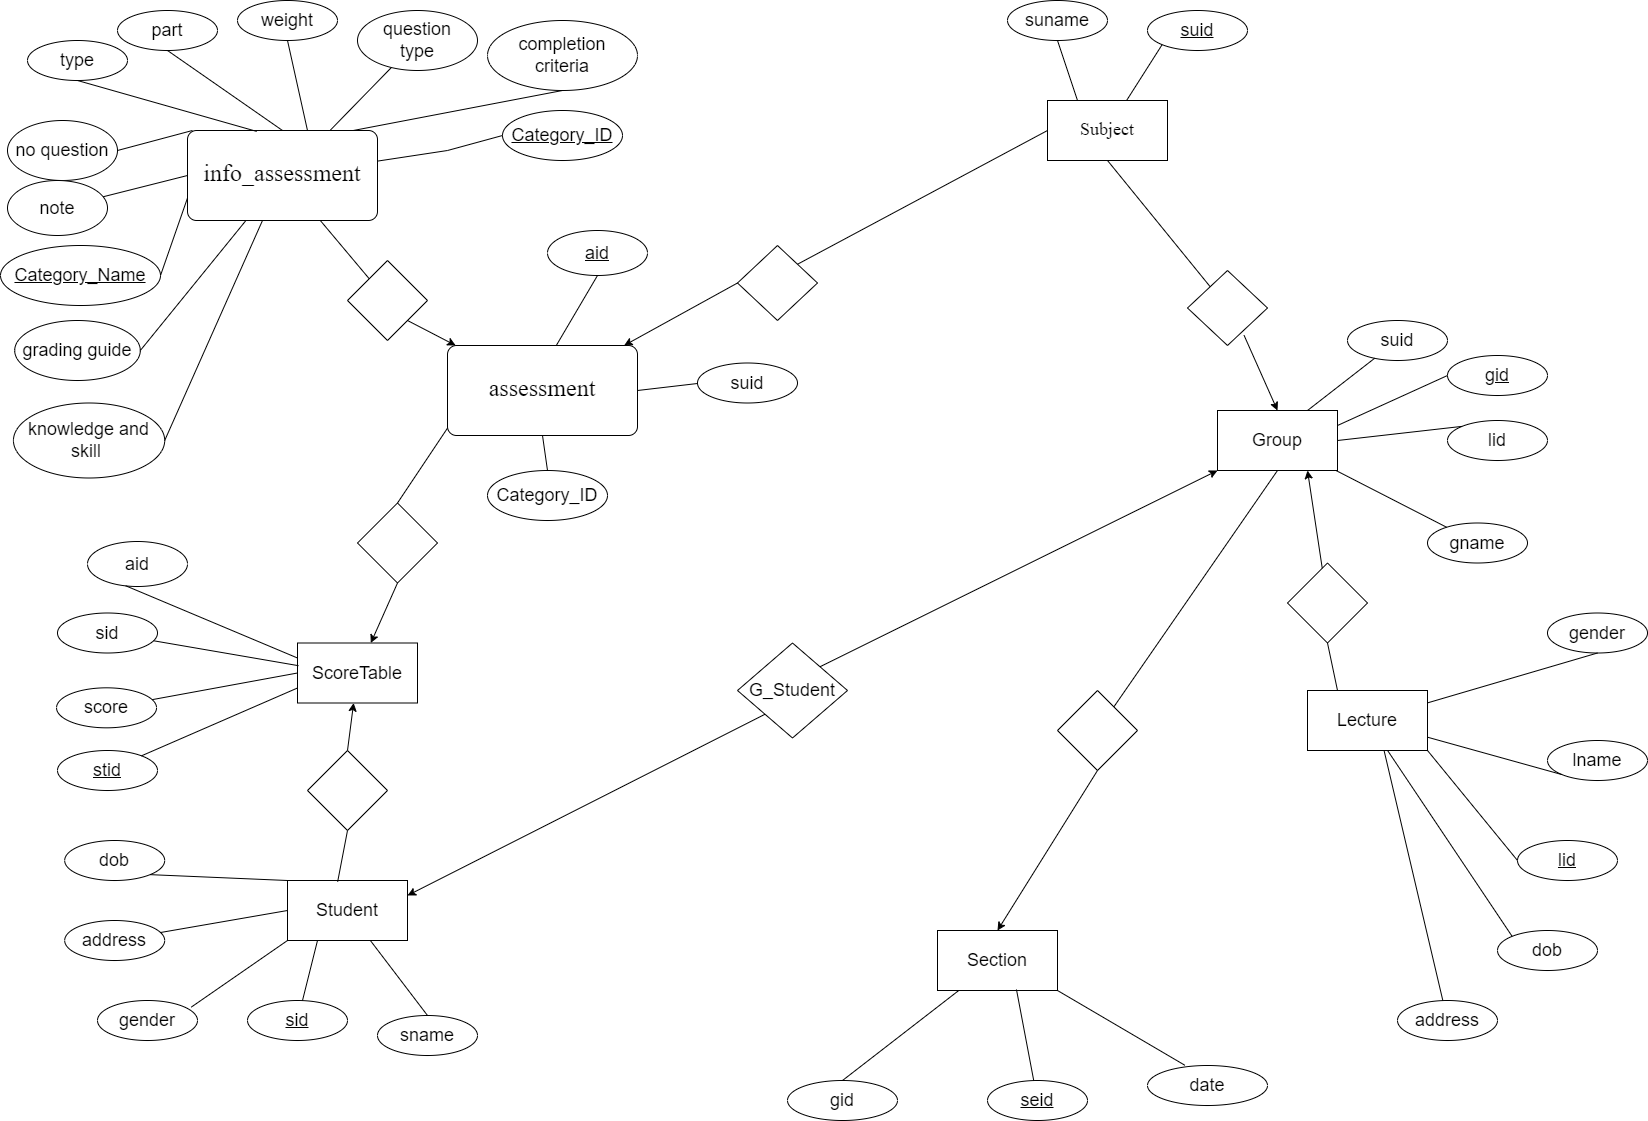 weight
suname
part
suid
question
type
completion
criteria
type
Subject
Category_ID
no question
info_assessment
note
aid
Category_Name
suid
grading guide
gid
suid
assessment
knowledge and
skill
Group
lid
Category_ID
gname
aid
sid
gender
ScoreTable
G_Student
score
Lecture
stid
lname
dob
lid
Student
address
dob
Section
gender
sid
sname
address
gid
seid
date